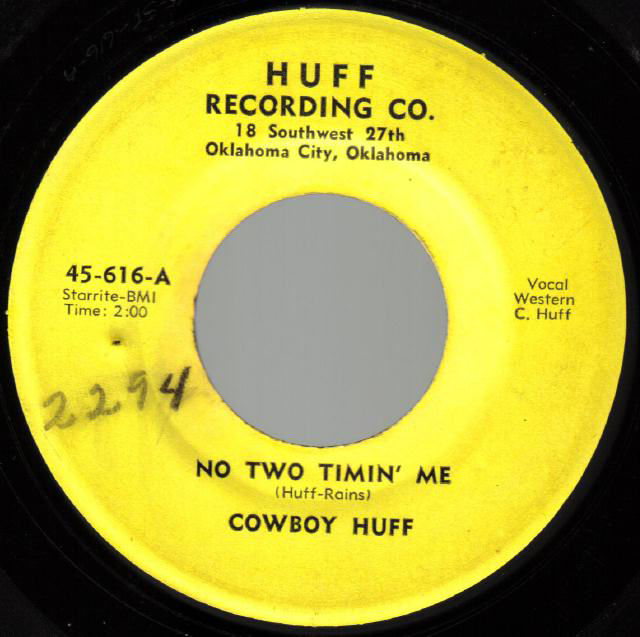 HUFF
RECORDING CO.
18 Southwest 27th
Oklahoma City, Oklahoma
45-616-A
Starrite-BMI
Time: 2:00
Vocal
Western
C. Huff
2294
NO TWO TIMIN' ME
(Huff-Rains)
COWBOY HUFF